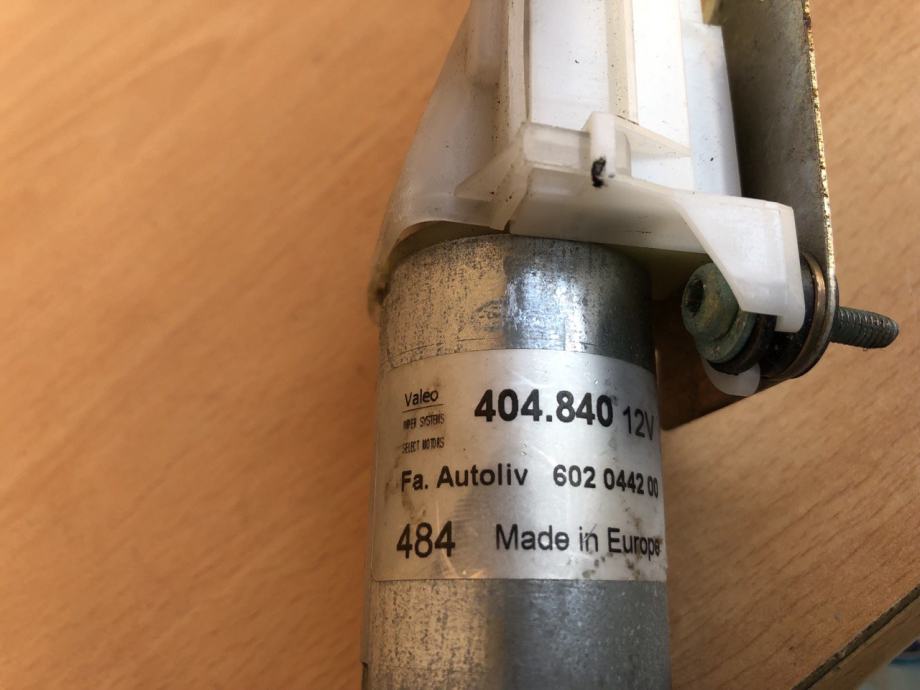 Valeo
WIPER SYSTEMS
SELECT MOTORS
404.840 12V
Fa. Autoliv 602 0442 00
484 Made in Europe